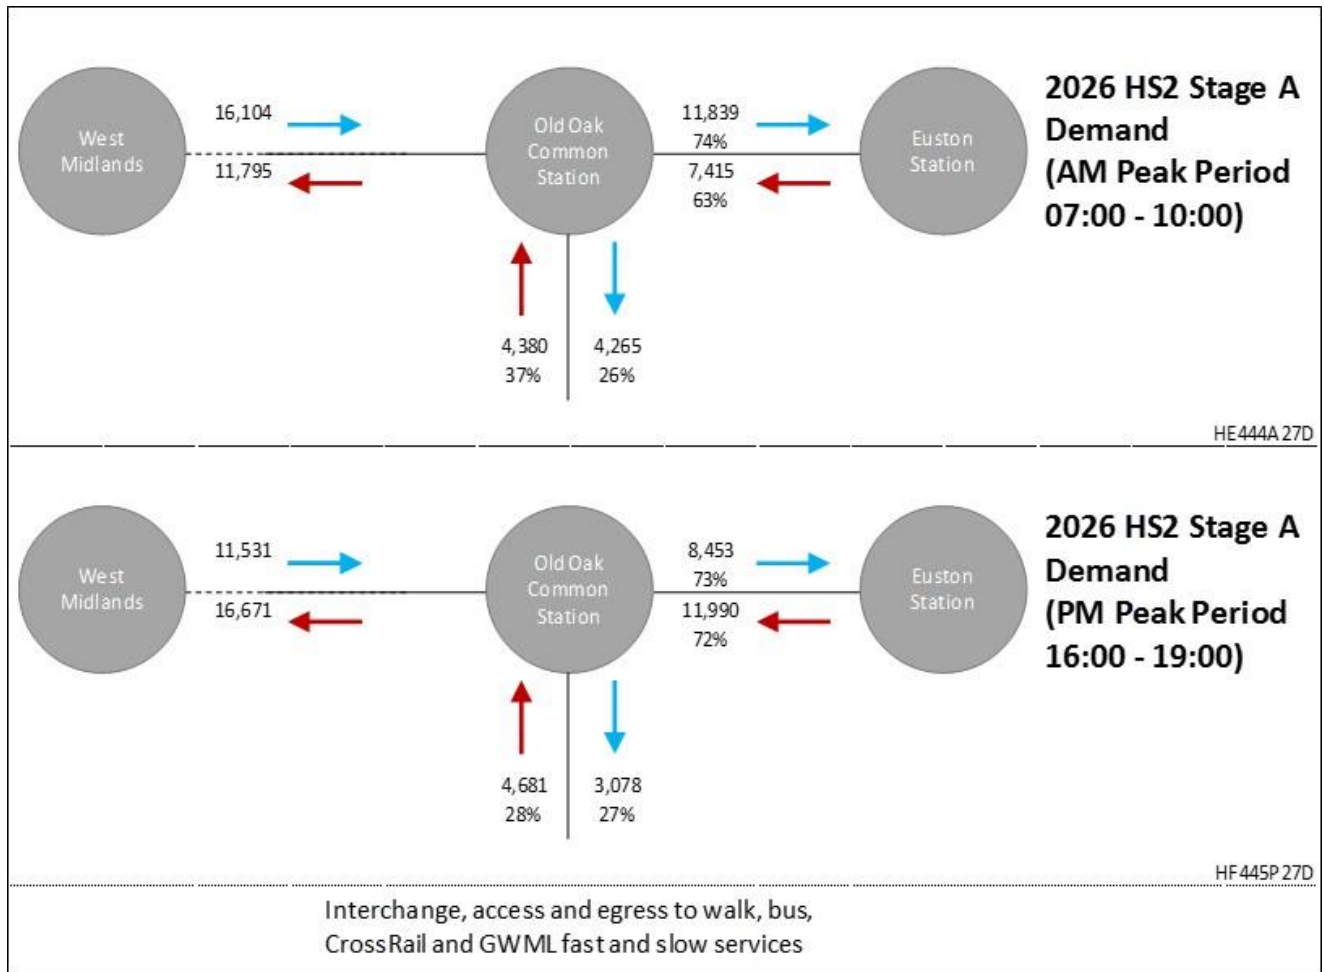 2026 HS2 Stage A
Demand
(AM Peak Period
07:00 - 10:00)
West
Midlands
16,104
11,795
Old Oak
Common
Station
11,839
74%
7,415
63%
Euston
Station
4,380
37%
4,265
26%
HE444A 27D
2026 HS2 Stage A
Demand
(PM Peak Period
16:00 - 19:00)
West
Midlands
11,531
16,671
Old Oak
Common
Station
8,453
73%
11,990
72%
Euston
Station
4,681
28%
3,078
27%
HF445P 27D
Interchange, access and egress to walk, bus,
CrossRail and GWML fast and slow services